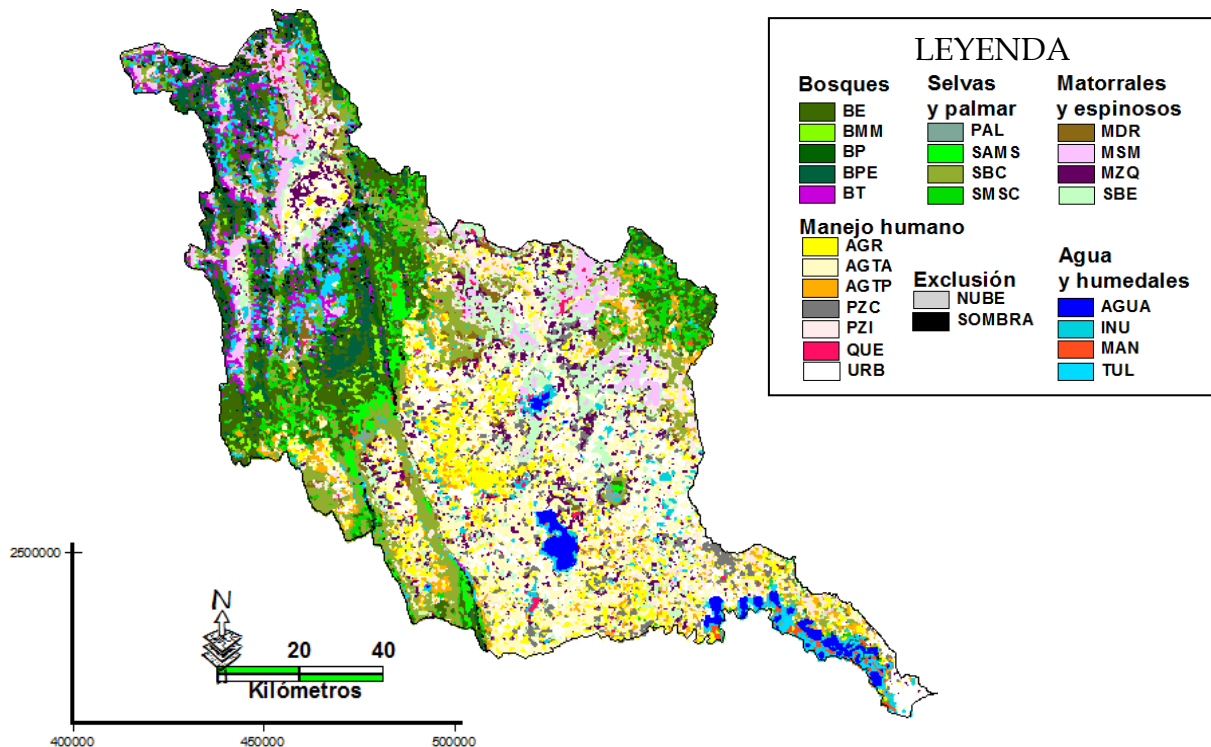 LEYENDA
Bosques
BE
BMM
BP
BPE
BT
Selvas
y palmar
PAL
SAMS
SBC
SMSC
Matorrales
y espinosos
MDR
MSM
MZQ
SBE
Manejo humano
AGR
AGTA
AGTP
PZC
PZI
QUE
URB
Exclusión
NUBE
SOMBRA
Agua
y humedales
AGUA
INU
MAN
TUL
2500000
N
20 40
Kilómetros
400000 450000 500000